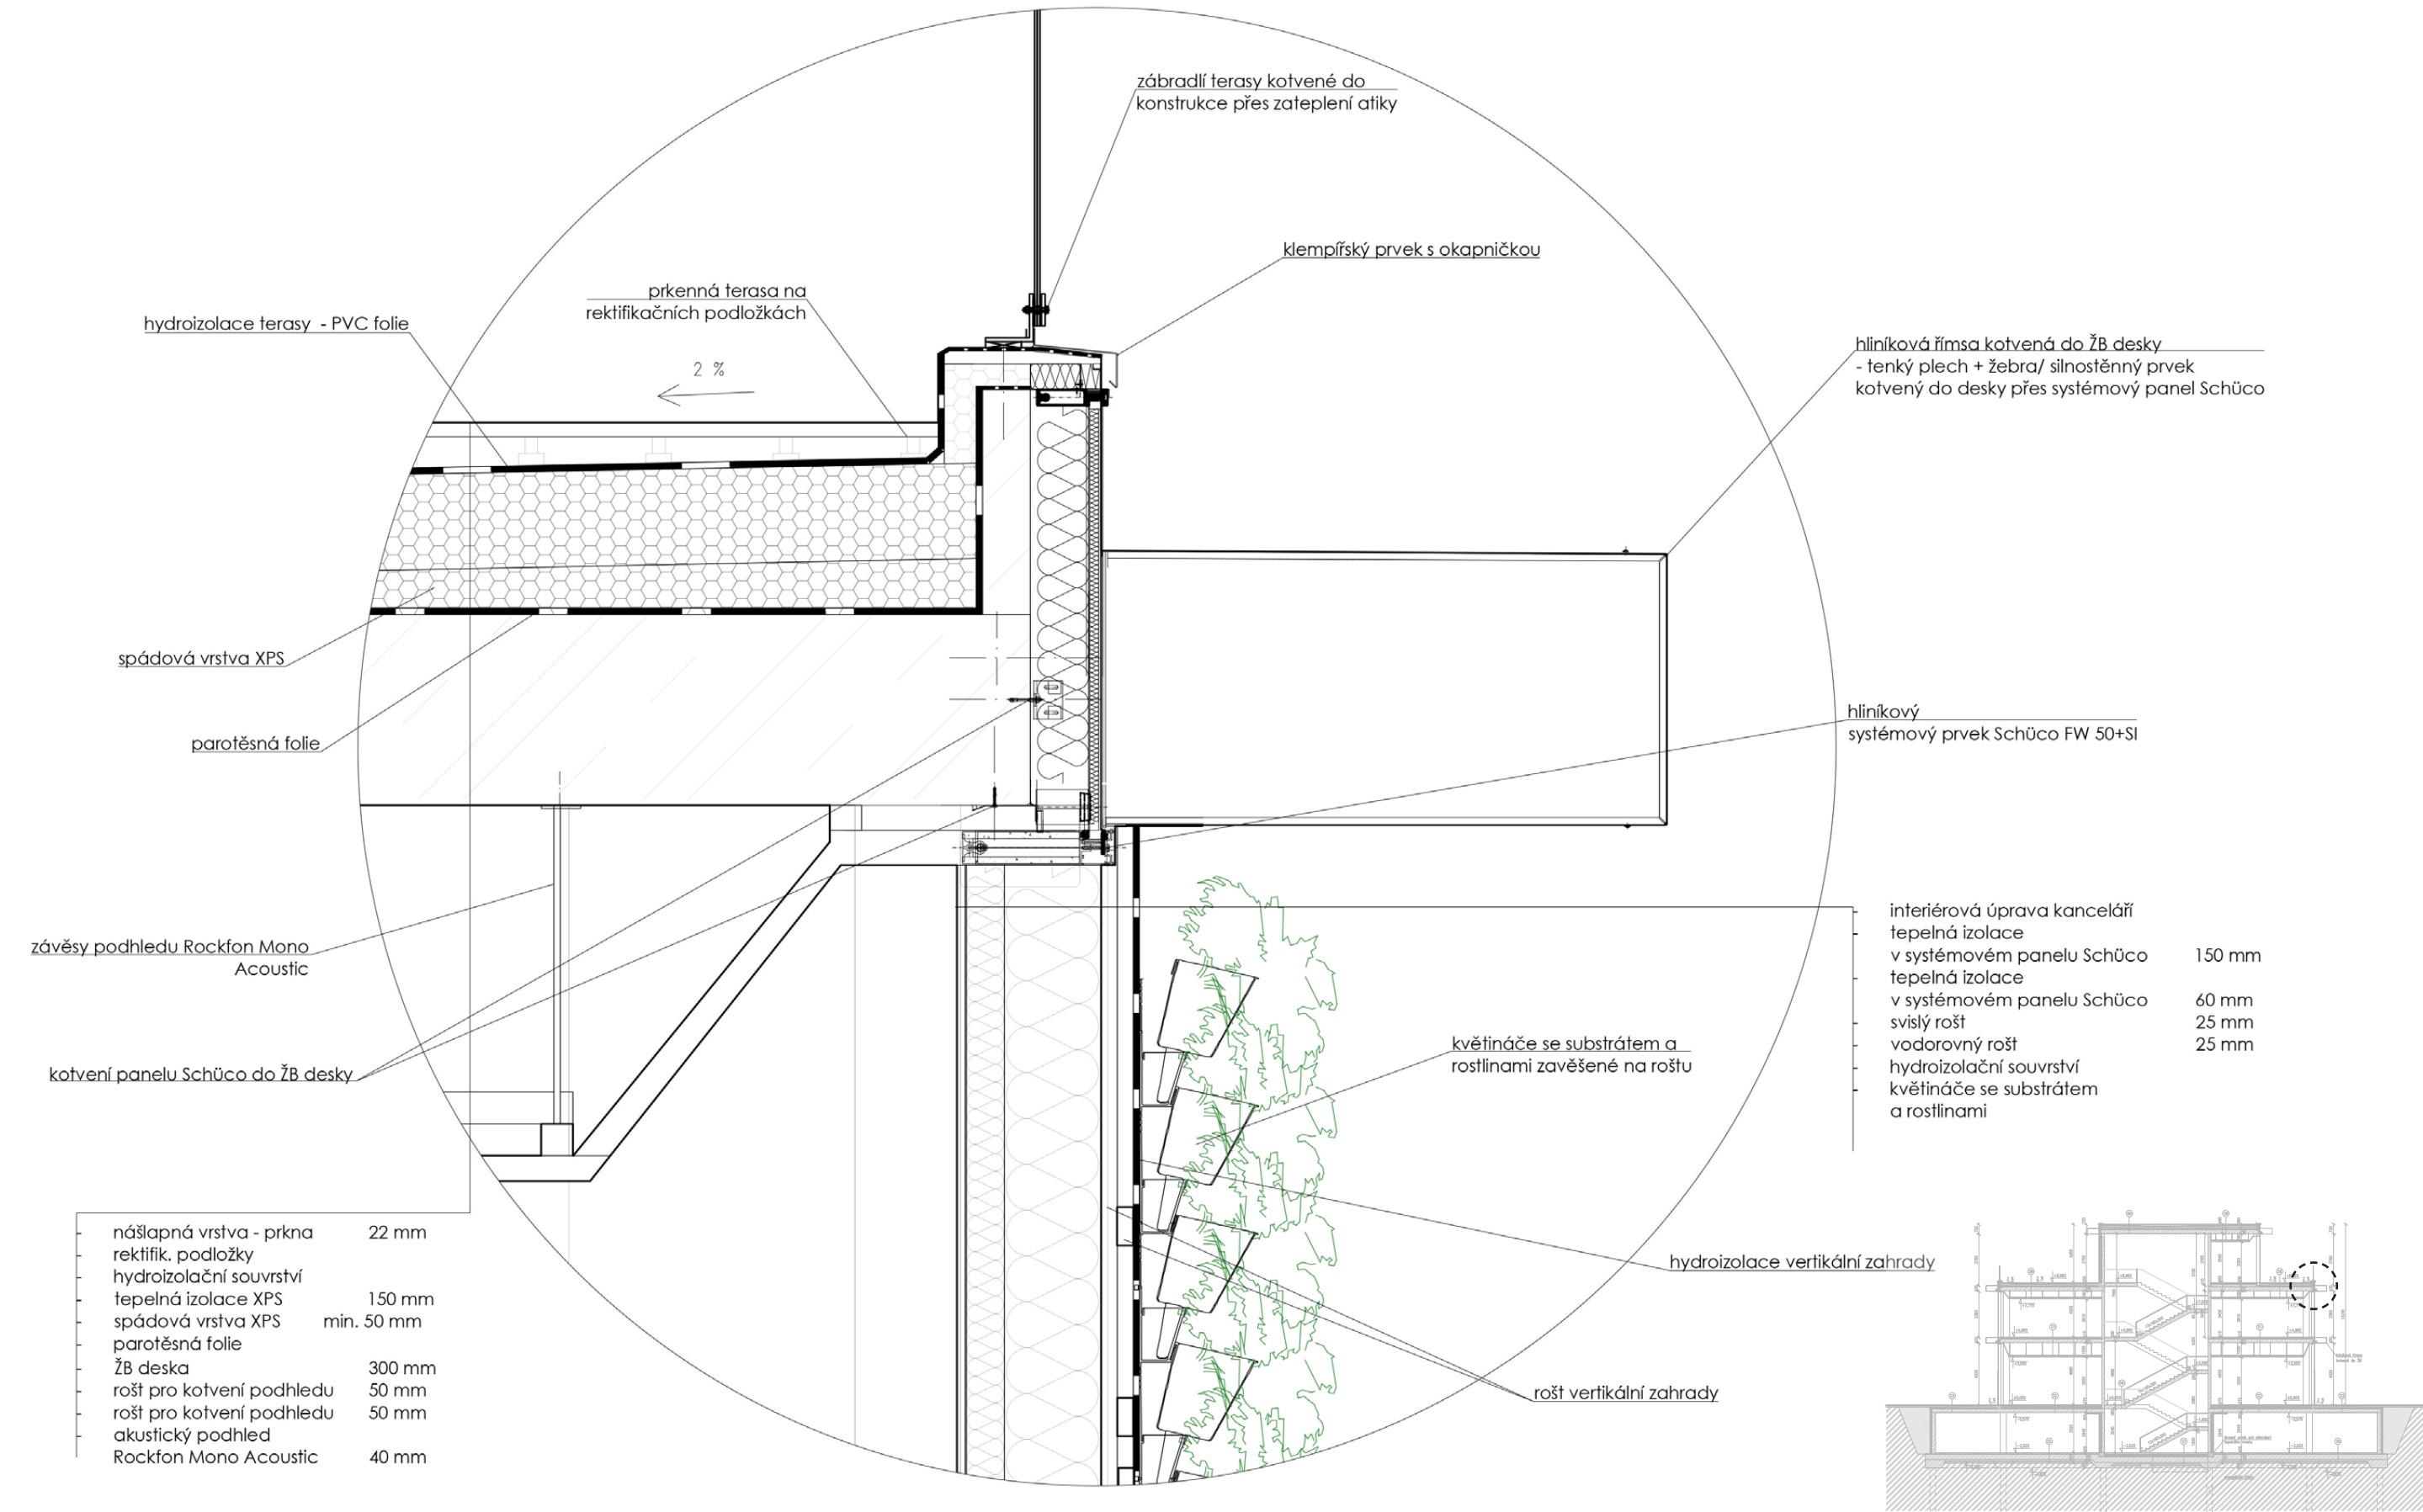 zábradlí terasy kotvené do
konstrukce přes zateplení atiky
klempířský prvek s okapničkou
prkenná terasa na
rektifikačních podložkách
hydroizolace terasy - PVC folie
2 %
hliníková římsa kotvená do ŽB desky
- tenký plech + žebra/ silnostěnný prvek
kotvený do desky přes systémový panel Schüco
spádová vrstva XPS
parotěsná folie
hliníkový
systémový prvek Schüco FW 50+SI
závěsy podhledu Rockfon Mono
Acoustic
kotvení panelu Schüco do ŽB desky
interiérová úprava kanceláří
tepelná izolace
v systémovém panelu Schüco 150 mm
tepelná izolace
v systémovém panelu Schüco 60 mm
svislý rošt 25 mm
vodorovný rošt 25 mm
hydroizolační souvrství
květináče se substrátem
a rostlinami
květináče se substrátem a
rostlinami zavěšené na roštu
hydroizolace vertikální zahrady
rošt vertikální zahrady
nášlapná vrstva - prkna 22 mm
rektifik. podložky
hydroizolační souvrství
tepelná izolace XPS 150 mm
spádová vrstva XPS min. 50 mm
parotěsná folie
ŽB deska 300 mm
rošt pro kotvení podhledu 50 mm
rošt pro kotvení podhledu 50 mm
akustický podhled
Rockfon Mono Acoustic 40 mm